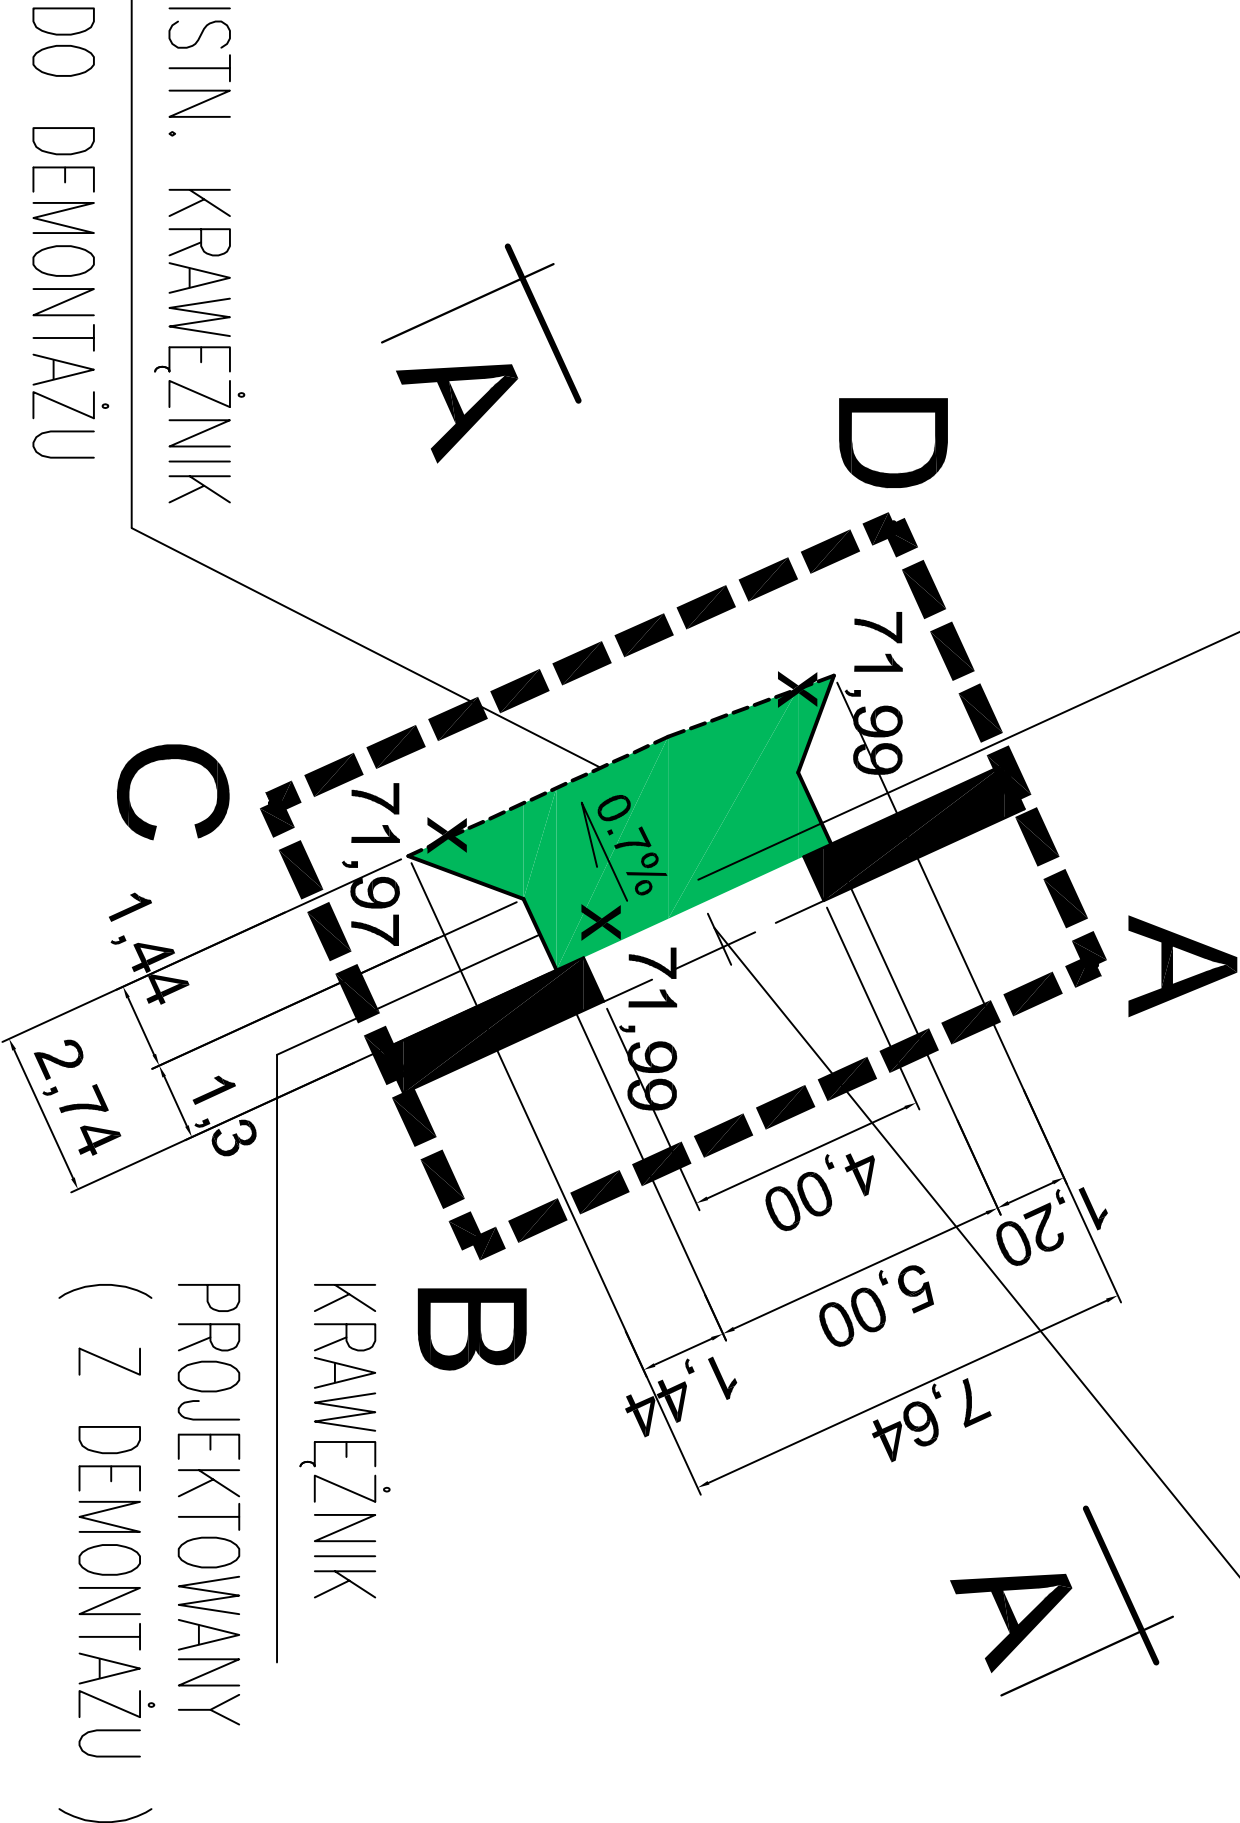 ISTN. KRAWĘŻNIK
DO DEMONTAŻU
A
D
A
C
B
A
71,99
71,97
71,99
0.7%
1,44
1,3
2,74
4,00
1,20
5,00
1,44
7,64
KRAWĘŻNIK
PROJEKTOWANY
( Z DEMONTAŻU )
X
X
X